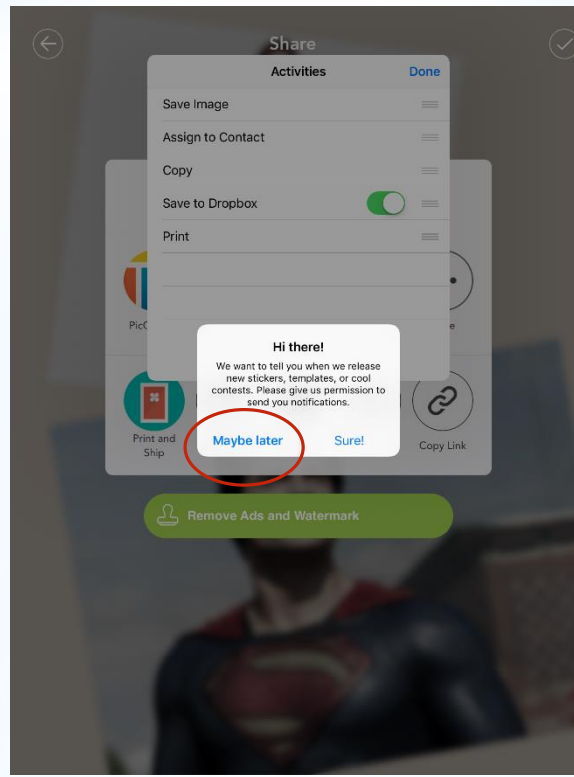 Share
Activities
Done
Save Image
Assign to Contact
Copy
Save to Dropbox
Print
Hi there!
We want to tell you when we release
new stickers, templates, or cool
contests. Please give us permission to
send you notifications.
Maybe later
Sure!
Print and
Ship
Copy Link
Remove Ads and Watermark